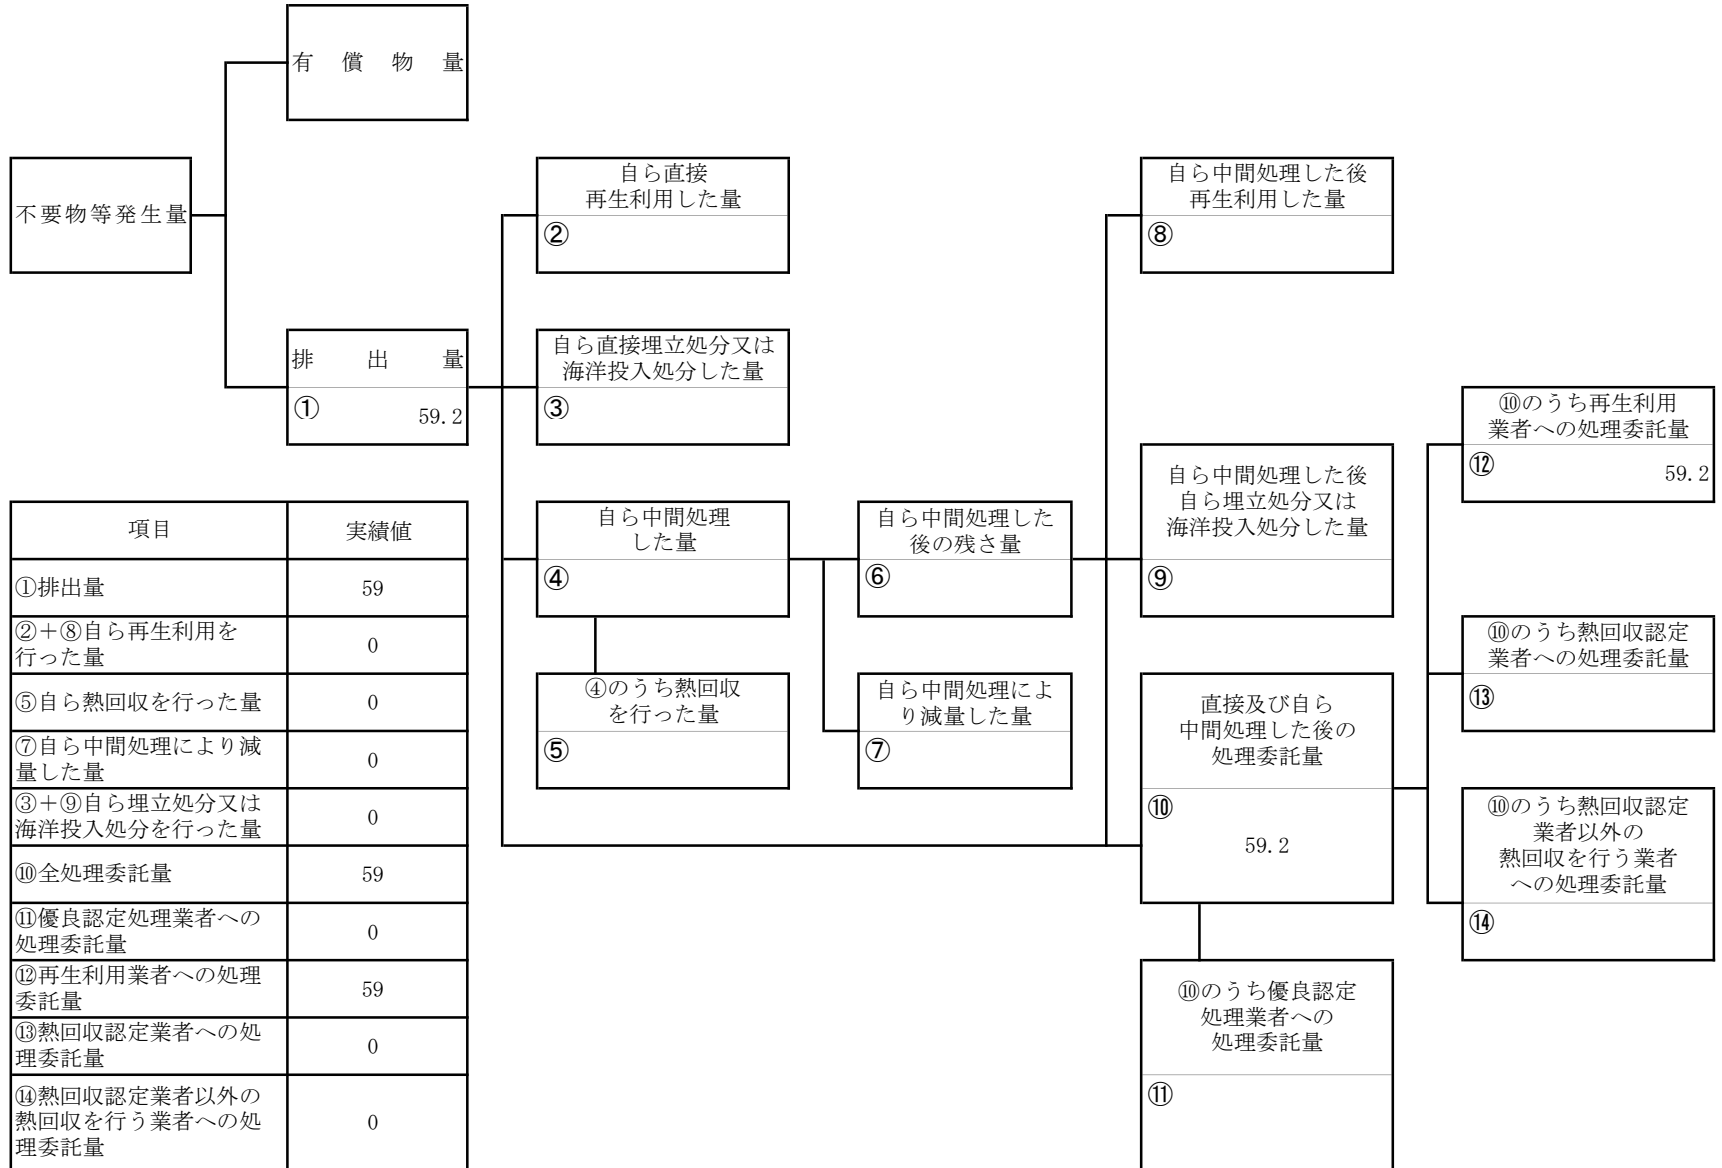 有償物量
不要物等発生量
自ら直接
再生利用した量
②
自ら中間処理した後
再生利用した量
⑧
排出量
① 59.2
自ら直接埋立処分又は
海洋投入処分した量
③
⑩のうち再生利用
業者への処理委託量
⑫ 59.2
自ら中間処理
した量
④
自ら中間処理した
後の残さ量
⑥
自ら中間処理した後
自ら埋立処分又は
海洋投入処分した量
⑨
⑩のうち熱回収認定
業者への処理委託量
⑬
④のうち熱回収
を行った量
⑤
自ら中間処理によ
り減量した量
⑦
直接及び自ら
中間処理した後の
処理委託量
⑩
59.2
⑩のうち熱回収認定
業者以外の
熱回収を行う業者
への処理委託量
⑭
⑩のうち優良認定
処理業者への
処理委託量
⑪
項目 実績値
①排出量 59
②＋⑧自ら再生利用を
行った量 0
⑤自ら熱回収を行った量 0
⑦自ら中間処理により減
量した量 0
③＋⑨自ら埋立処分又は
海洋投入処分を行った量 0
⑩全処理委託量 59
⑪優良認定処理業者への
処理委託量 0
⑫再生利用業者への処理
委託量 59
⑬熱回収認定業者への処
理委託量 0
⑭熱回収認定業者以外の
熱回収を行う業者への処
理委託量 0